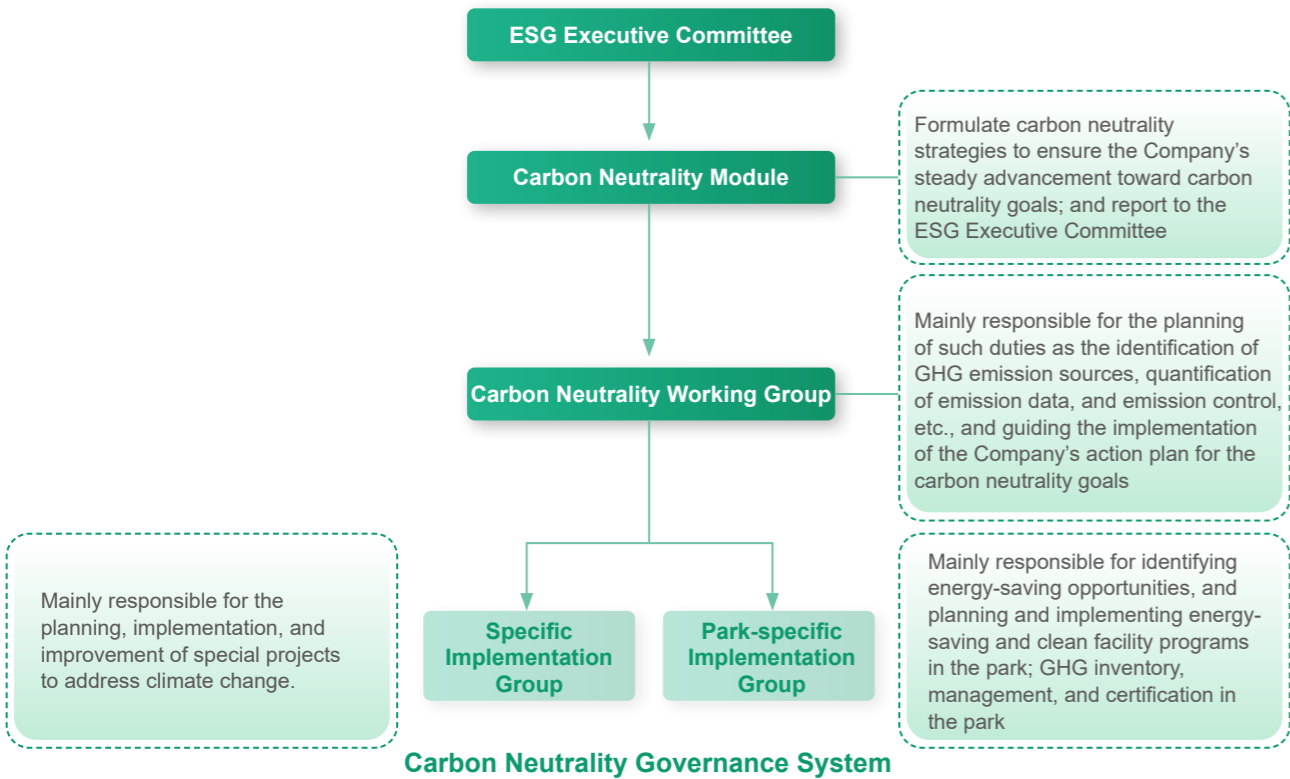 ESG Executive Committee
Carbon Neutrality Module
Formulate carbon neutrality
strategies to ensure the Company’s
steady advancement toward carbon
neutrality goals; and report to the
ESG Executive Committee
Carbon Neutrality Working Group
Mainly responsible for the planning
of such duties as the identification of
GHG emission sources, quantification
of emission data, and emission control,
etc., and guiding the implementation
of the Company’s action plan for the
carbon neutrality goals
Mainly responsible for the
planning, implementation, and
improvement of special projects
to address climate change.
Specific
Implementation
Group
Park-specific
Implementation
Group
Mainly responsible for identifying
energy-saving opportunities, and
planning and implementing energy-
saving and clean facility programs
in the park; GHG inventory,
management, and certification in
the park
Carbon Neutrality Governance System